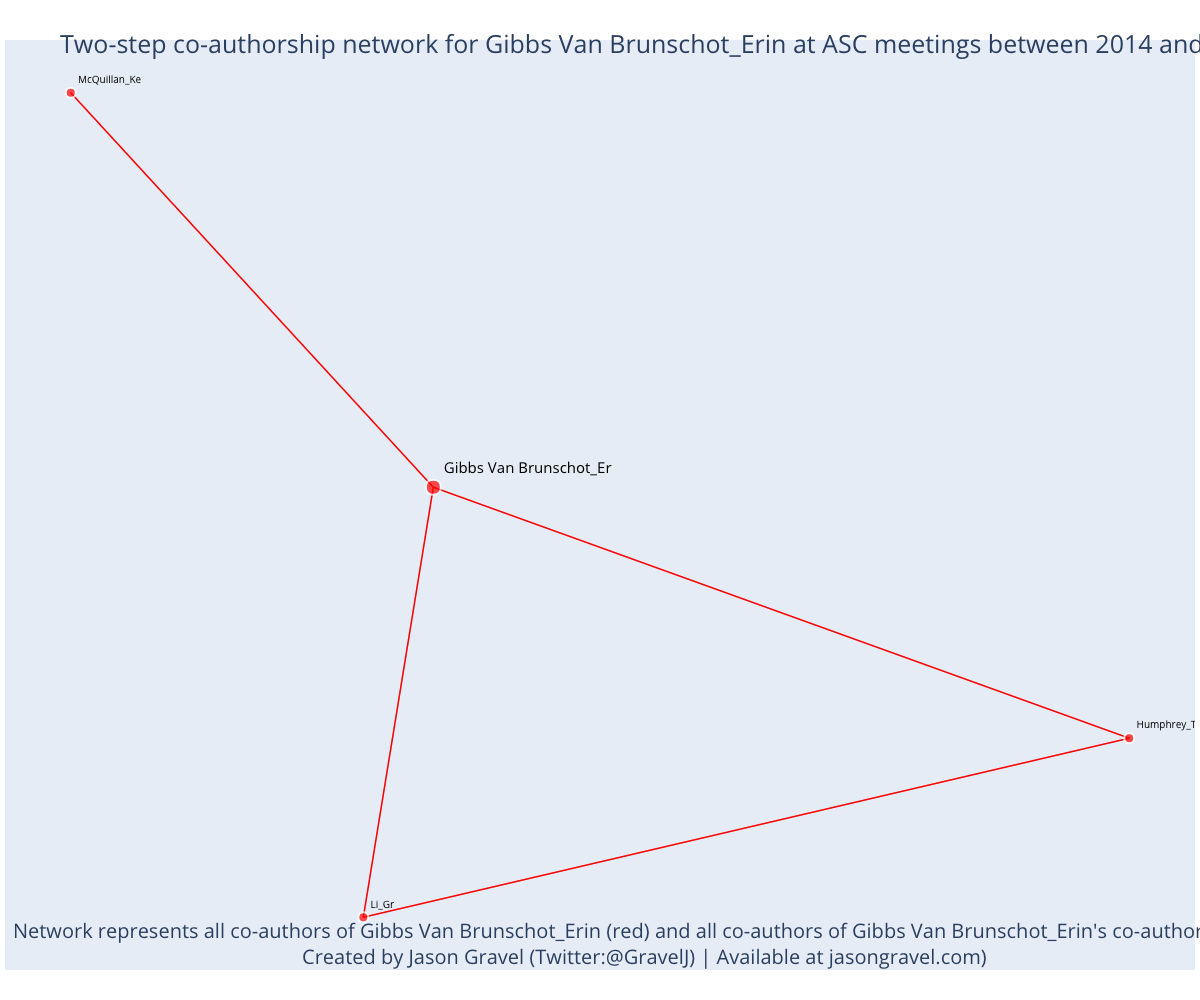 Two-step co-authorship network for Gibbs Van Brunschot_Erin at ASC meetings between 2014 and
McQuillan_Ke
Gibbs Van Brunschot_Er
Humphrey_T
Li_Gr
Network represents all co-authors of Gibbs Van Brunschot_Erin (red) and all co-authors of Gibbs Van Brunschot_Erin's co-author
Created by Jason Gravel (Twitter:@GravelJ) | Available at jasongravel.com)